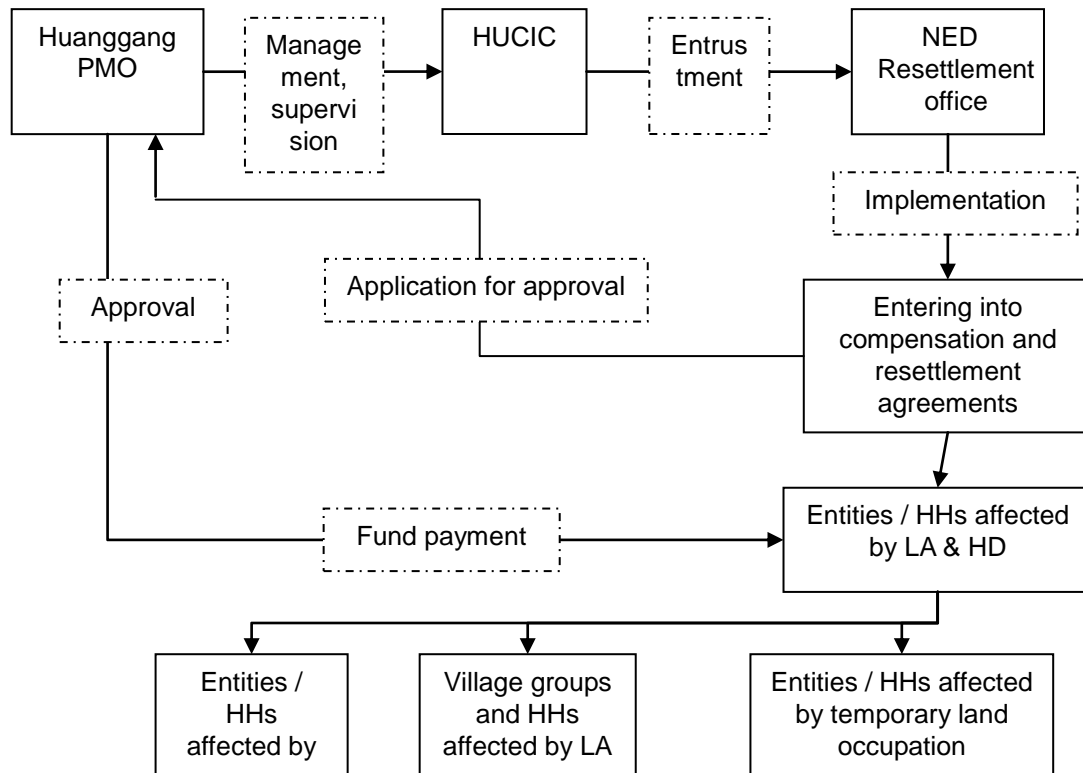 Huanggang
PMO
Manage
ment,
supervi
sion
HUCIC
Entrus
tment
NED
Resettlement
office
Implementation
Approval
Application for approval
Entering into
compensation and
resettlement
agreements
Fund payment
Entities / HHs affected
by LA & HD
Entities /
HHs
affected by
Village groups
and HHs
affected by LA
Entities / HHs affected
by temporary land
occupation